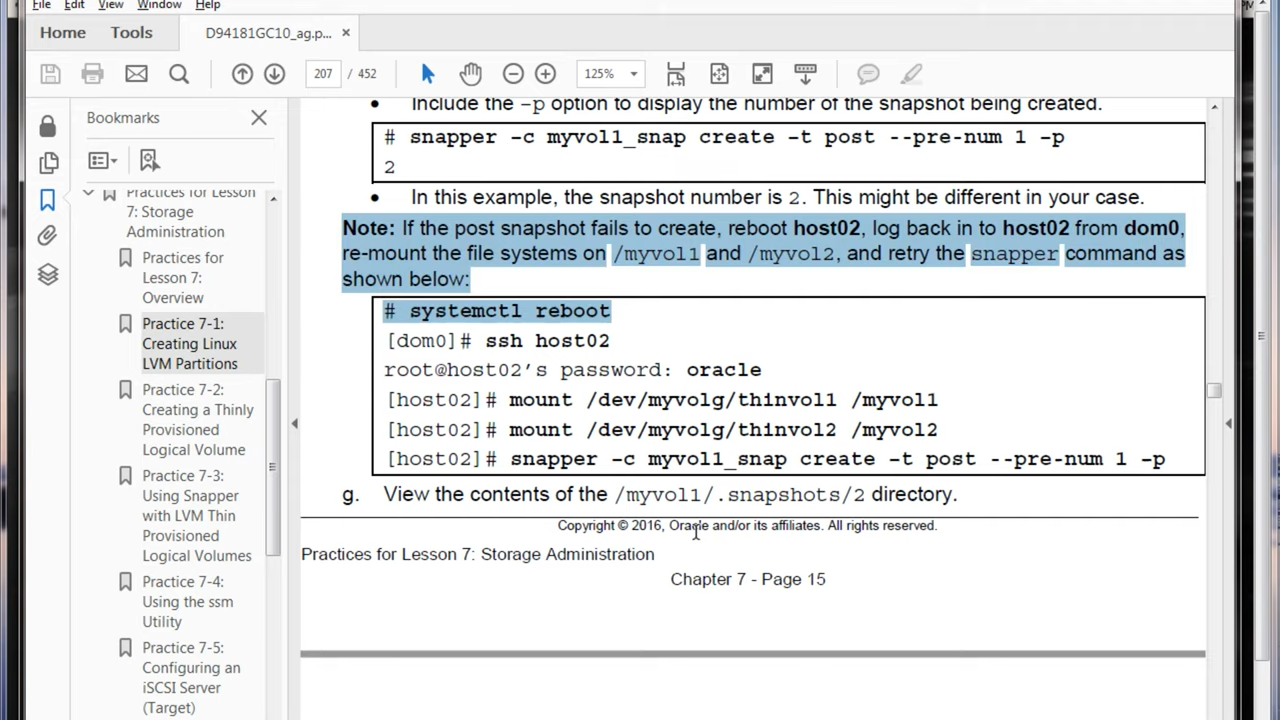 File Edit View Window Help
Home Tools D94181GC10_ag.p... ×
207 / 452 125%
Bookmarks
Practices for Lesson
7: Storage
Administration
Practices for
Lesson 7:
Overview
Practice 7-1:
Creating Linux
LVM Partitions
Practice 7-2:
Creating a Thinly
Provisioned
Logical Volume
Practice 7-3:
Using Snapper
with LVM Thin
Provisioned
Logical Volumes
Practice 7-4:
Using the ssm
Utility
Practice 7-5:
Configuring an
iSCSI Server
(Target)
• Include the -p option to display the number of the snapshot being created.
# snapper -c myvol1_snap create -t post --pre-num 1 -p
2
• In this example, the snapshot number is 2. This might be different in your case.
Note: If the post snapshot fails to create, reboot host02, log back in to host02 from dom0,
re-mount the file systems on /myvol1 and /myvol2, and retry the snapper command as
shown below:
# systemctl reboot
[dom0]# ssh host02
root@host02’s password: oracle
[host02]# mount /dev/myvolg/thinvol1 /myvol1
[host02]# mount /dev/myvolg/thinvol2 /myvol2
[host02]# snapper -c myvol1_snap create -t post --pre-num 1 -p
g. View the contents of the /myvol1/.snapshots/2 directory.
Copyright © 2016, Oracle and/or its affiliates. All rights reserved.
Practices for Lesson 7: Storage Administration
Chapter 7 - Page 15